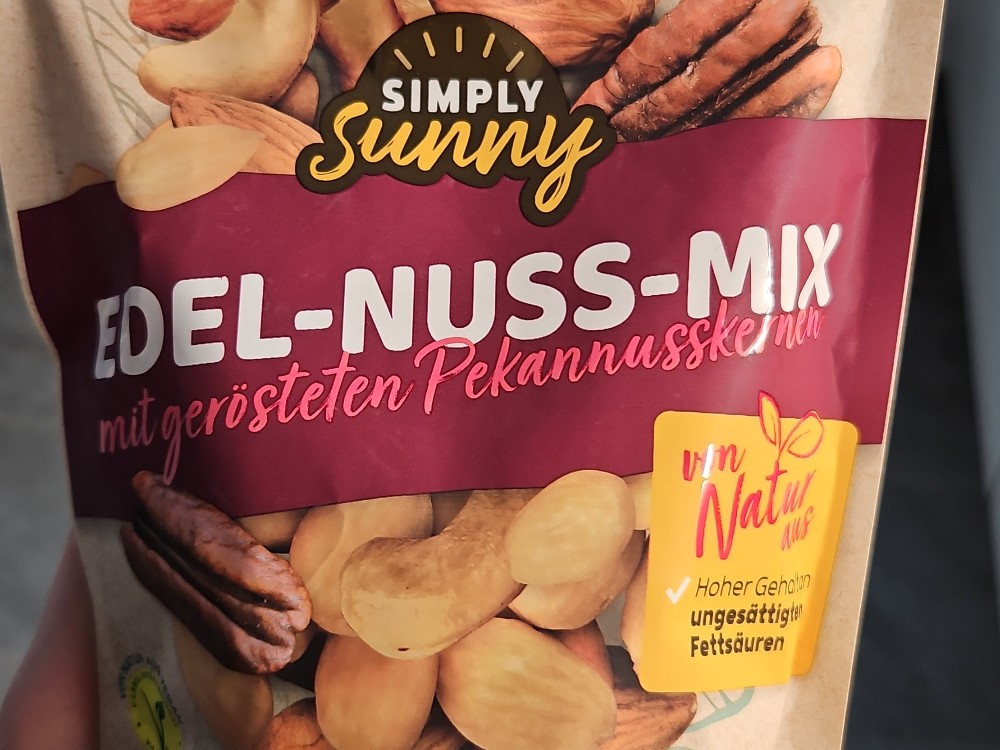 SIMPLY
Sunny
EDEL-NUSS-MIX
mit gerösteten Pekannusskernen
von
Natur
aus
Hoher Gehalt an
ungesättigten
Fettsäuren